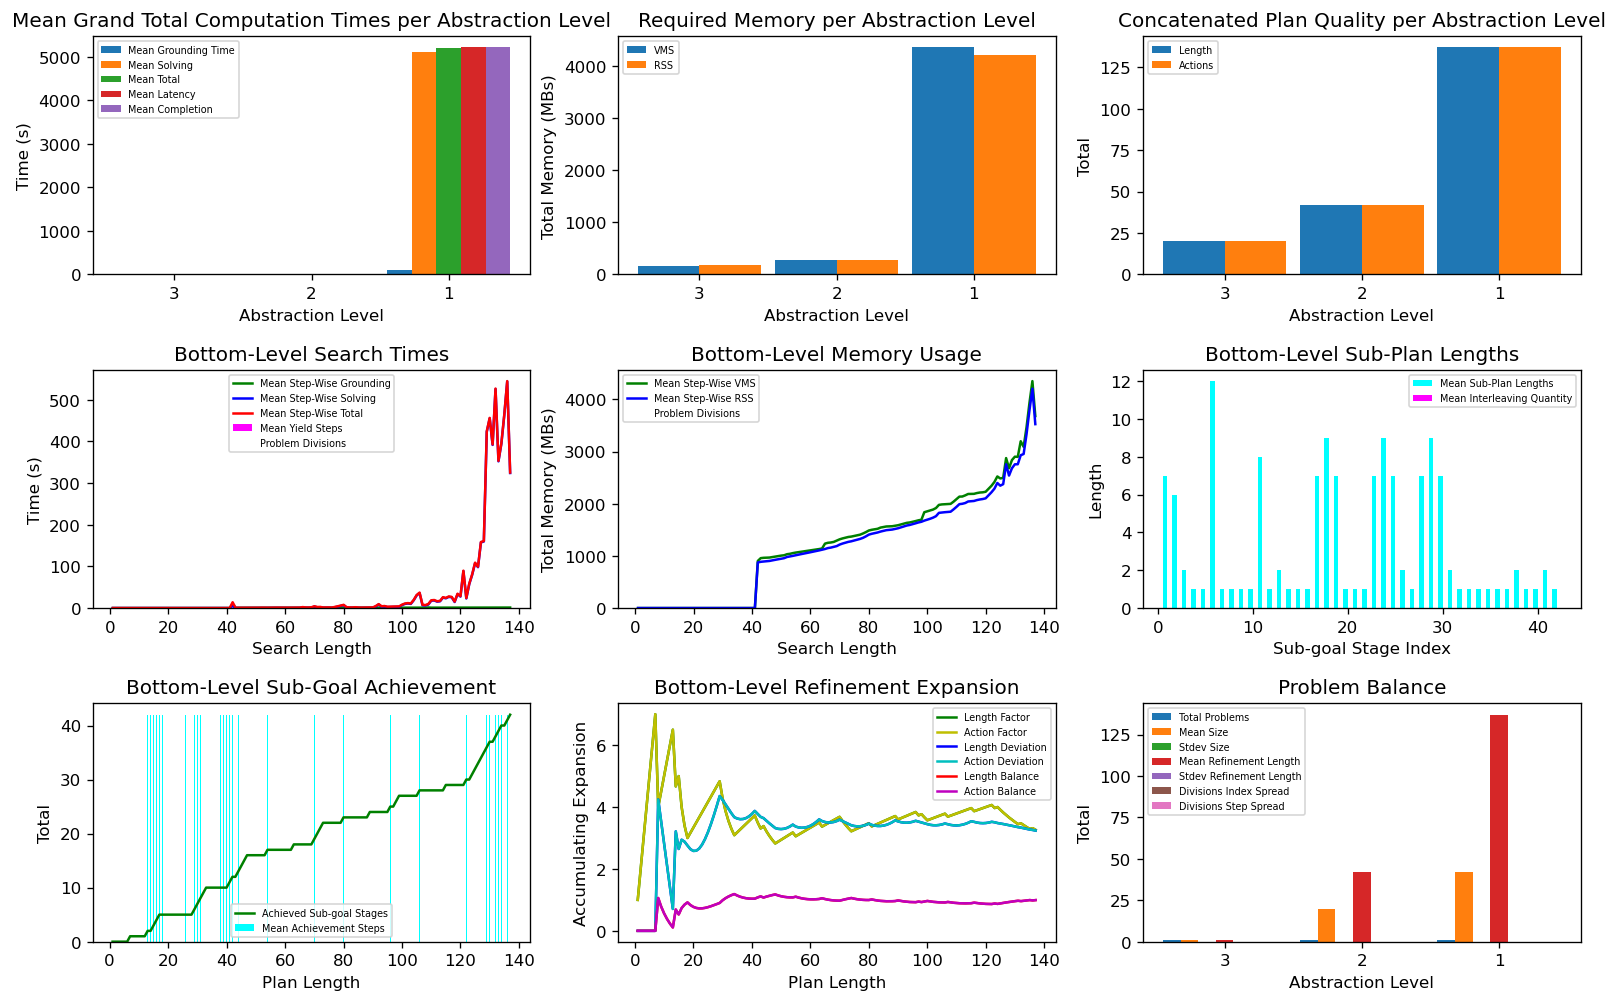 Mean Grand Total Computation Times per Abstraction Level
Time (s)
5000
4000
3000
2000
1000
0
Mean Grounding Time
Mean Solving
Mean Total
Mean Latency
Mean Completion
3 2 1
Abstraction Level
Required Memory per Abstraction Level
Total Memory (MBs)
4000
3000
2000
1000
0
VMS
RSS
3 2 1
Abstraction Level
Concatenated Plan Quality per Abstraction Level
Total
125
100
75
50
25
0
Length
Actions
3 2 1
Abstraction Level
Bottom-Level Search Times
Time (s)
500
400
300
200
100
0
Mean Step-Wise Grounding
Mean Step-Wise Solving
Mean Step-Wise Total
Mean Yield Steps
Problem Divisions
0 20 40 60 80 100 120 140
Search Length
Bottom-Level Memory Usage
Total Memory (MBs)
4000
3000
2000
1000
0
Mean Step-Wise VMS
Mean Step-Wise RSS
Problem Divisions
0 20 40 60 80 100 120 140
Search Length
Bottom-Level Sub-Plan Lengths
Length
12
10
8
6
4
2
0
Mean Sub-Plan Lengths
Mean Interleaving Quantity
0 10 20 30 40
Sub-goal Stage Index
Bottom-Level Sub-Goal Achievement
Total
40
30
20
10
0
Achieved Sub-goal Stages
Mean Achievement Steps
0 20 40 60 80 100 120 140
Plan Length
Bottom-Level Refinement Expansion
Accumulating Expansion
6
4
2
0
Length Factor
Action Factor
Length Deviation
Action Deviation
Length Balance
Action Balance
0 20 40 60 80 100 120 140
Plan Length
Problem Balance
Total
125
100
75
50
25
0
Total Problems
Mean Size
Stdev Size
Mean Refinement Length
Stdev Refinement Length
Divisions Index Spread
Divisions Step Spread
3 2 1
Abstraction Level